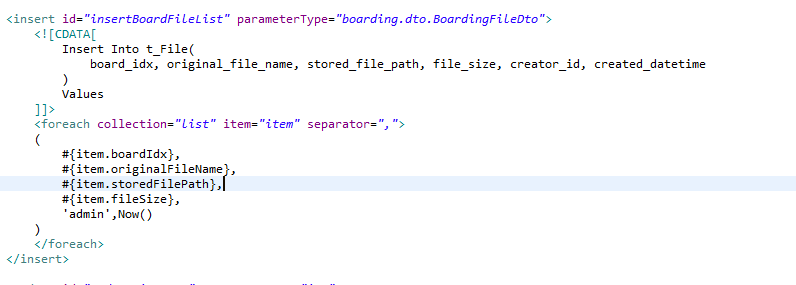 <insert id="insertBoardFileList" parameterType="boarding.dto.BoardingFileDto">
<![CDATA[
Insert Into t_File(
board_idx, original_file_name, stored_file_path, file_size, creator_id, created_datetime
)
Values
]]>
<foreach collection="list" item="item" separator=",">
(
#{item.boardIdx},
#{item.originalFileName},
#{item.storedFilePath},
#{item.fileSize},
'admin',Now()
)
</foreach>
</insert>